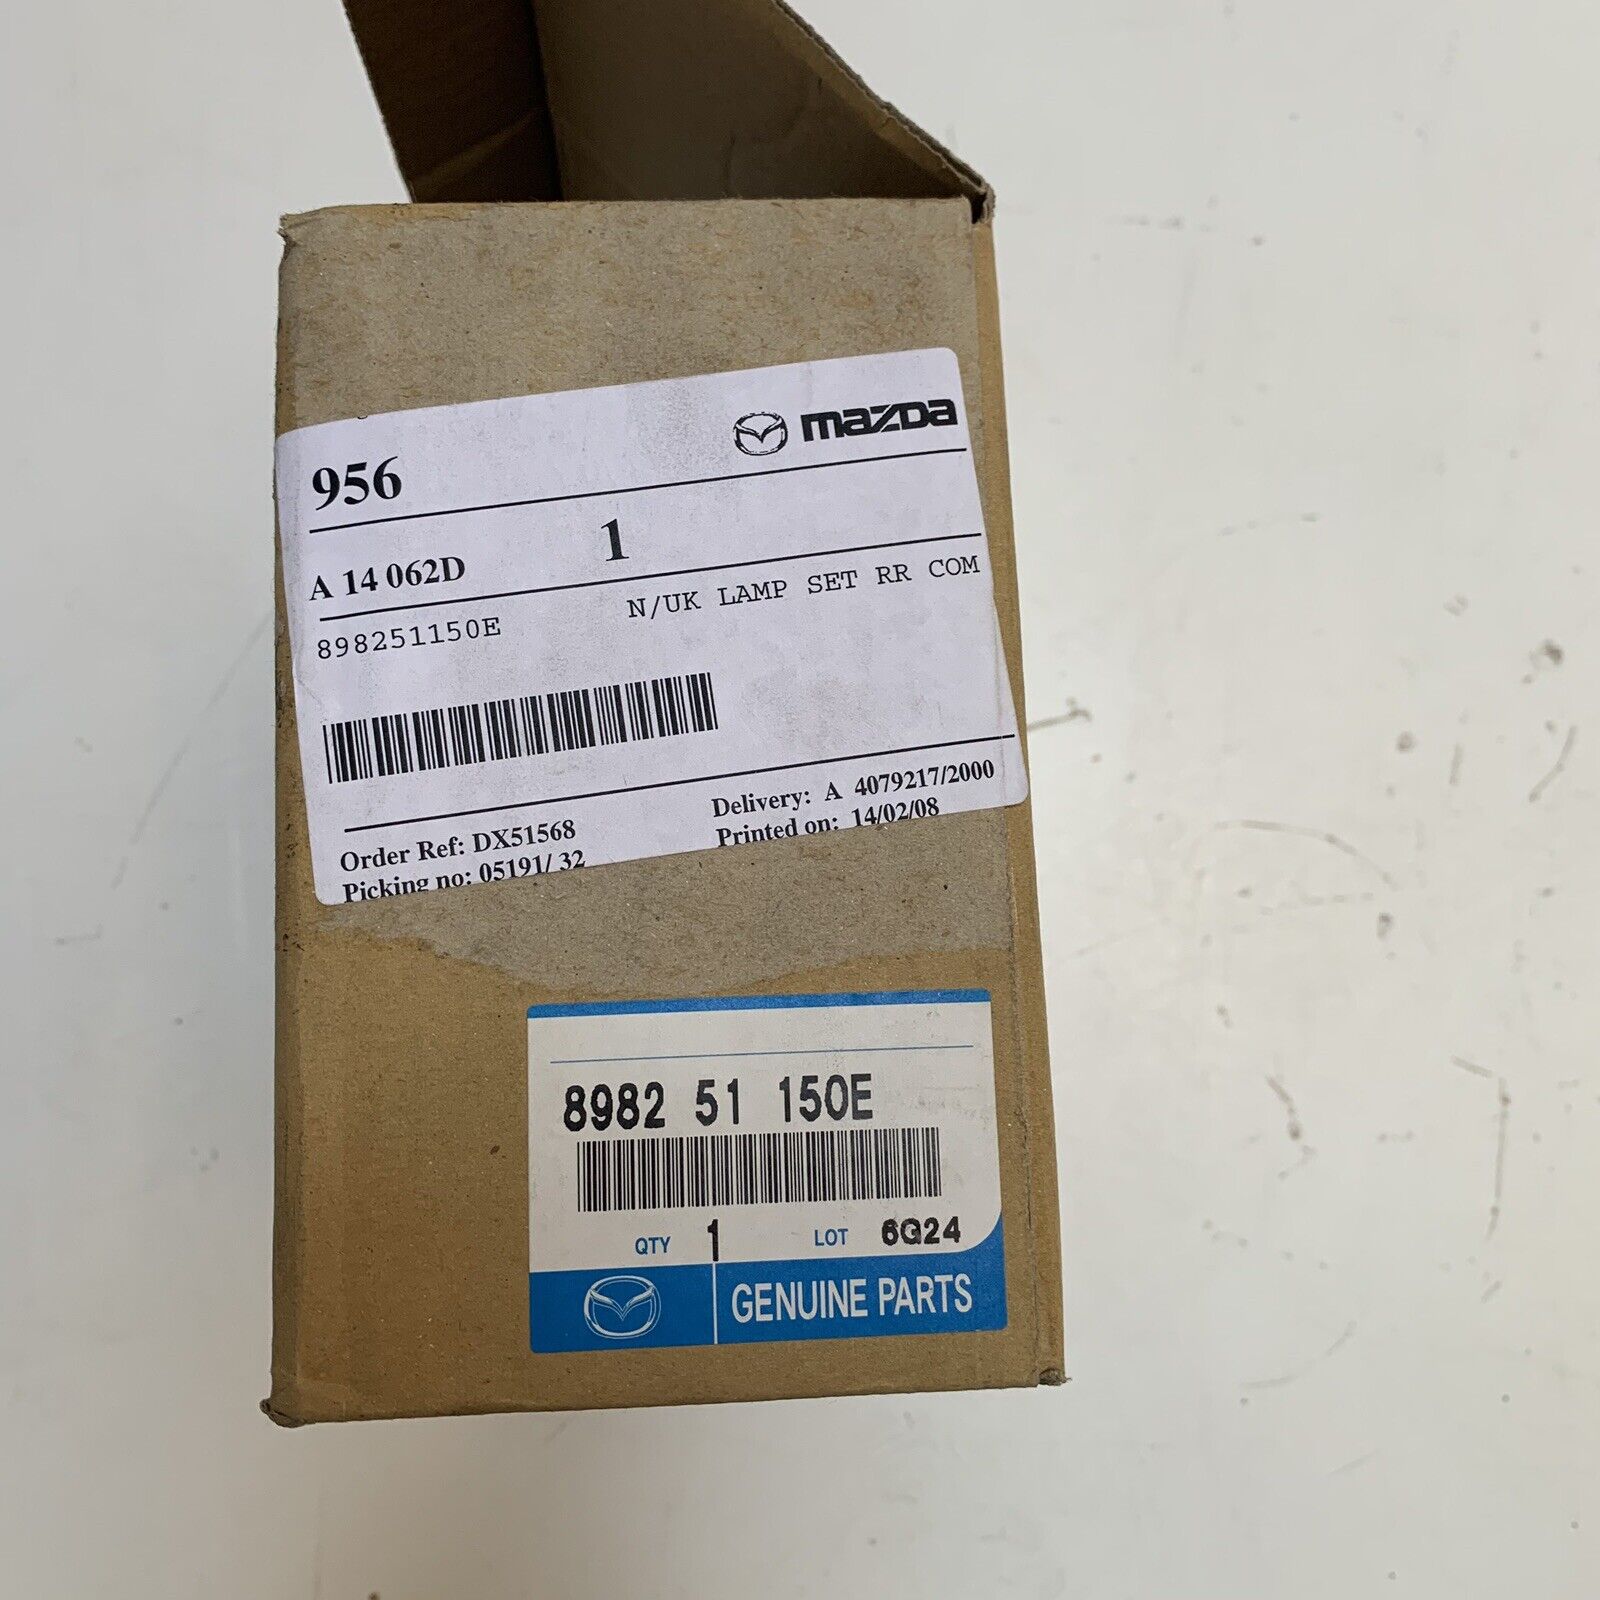 mazda
956
A 14 062D 1
898251150E N/UK LAMP SET RR COM
Order Ref: DX51568 Delivery: A 4079217/2000
Picking no: 05191/ 32 Printed on: 14/02/08
8982 51 150E
QTY 1 LOT 6G24
GENUINE PARTS